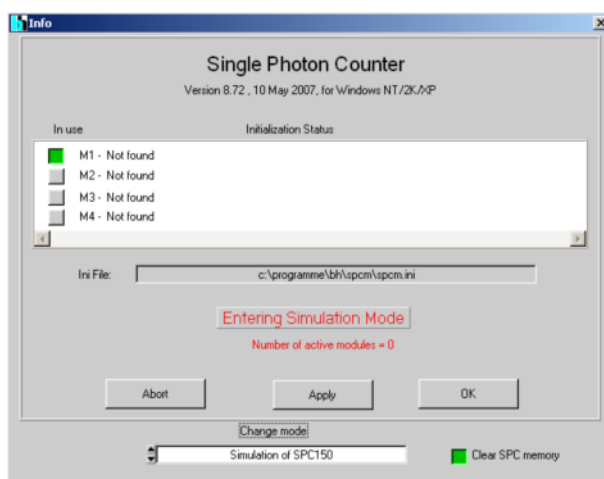 Info
Single Photon Counter
Version 8.72 , 10 May 2007, for Windows NT/2K/XP
In use Initialization Status
M1 - Not found
M2 - Not found
M3 - Not found
M4 - Not found
Ini File: c:\programme\bh\spcm\spcm.ini
Entering Simulation Mode
Number of active modules = 0
Abort Apply OK
Change mode
Simulation of SPC150 Clear SPC memory